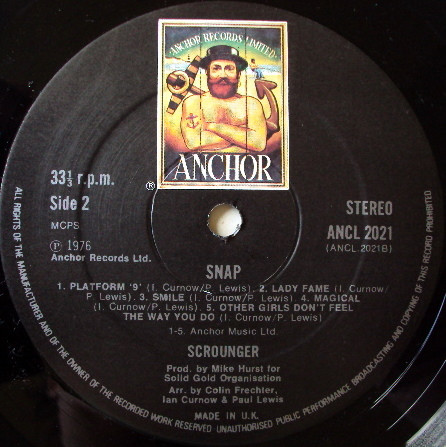 "ANCHOR RECORDS LIMITED"
ANCHOR
®
33⅓ r.p.m.
Side 2
MCPS
℗ 1976
Anchor Records Ltd.
STEREO
ANCL 2021
(ANCL.2021B)
SNAP
1. PLATFORM '9' (I. Curnow/P. Lewis). 2. LADY FAME (I. Curnow/
P. Lewis). 3. SMILE (I. Curnow/P. Lewis). 4. MAGICAL
(I. Curnow/P. Lewis). 5. OTHER GIRLS DON'T FEEL
THE WAY YOU DO (I. Curnow/P. Lewis)
1-5. Anchor Music Ltd.
SCROUNGER
Prod. by Mike Hurst for
Solid Gold Organisation
Arr. by Colin Frechter,
Ian Curnow & Paul Lewis
MADE IN U.K.
ALL RIGHTS OF THE MANUFACTURER AND OF THE OWNER OF THE RECORDED WORK RESERVED UNAUTHORISED PUBLIC PERFORMANCE BROADCASTING AND COPYING OF THIS RECORD PROHIBITED